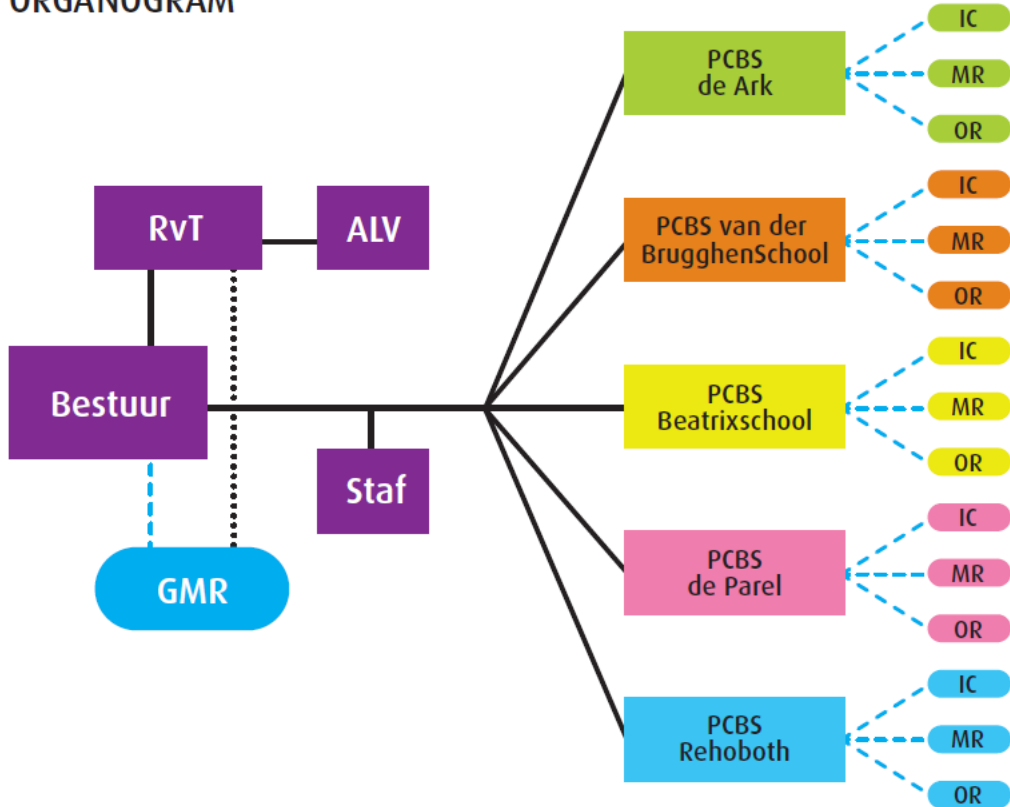 ORGANOGRAM
RvT
ALV
Bestuur
Staf
GMR
PCBS
de Ark
IC
MR
OR
PCBS van der
BrugghenSchool
IC
MR
OR
PCBS
Beatrixschool
IC
MR
OR
PCBS
de Parel
IC
MR
OR
PCBS
Rehoboth
IC
MR
OR